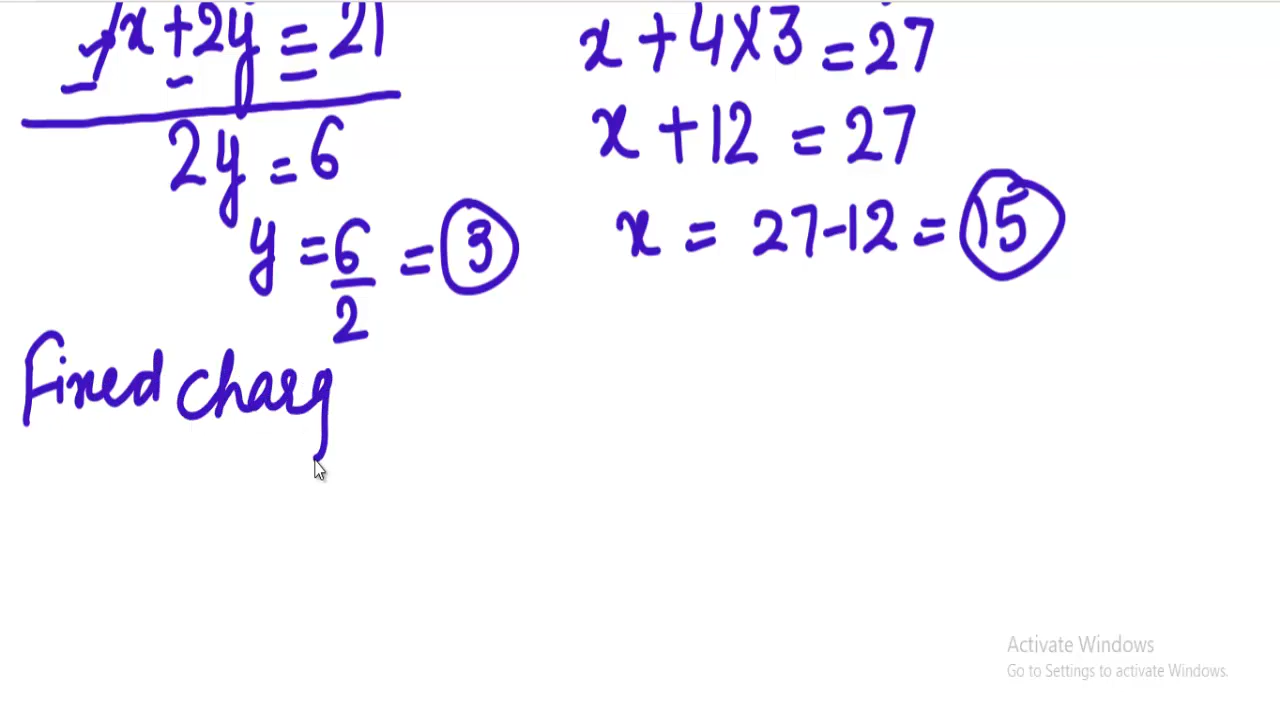 x + 2y = 21
- - =
2y = 6
y = 6/2 = 3
x + 4 x 3 = 27
x + 12 = 27
x = 27 - 12 = 15
Fixed charg
Activate Windows
Go to Settings to activate Windows.